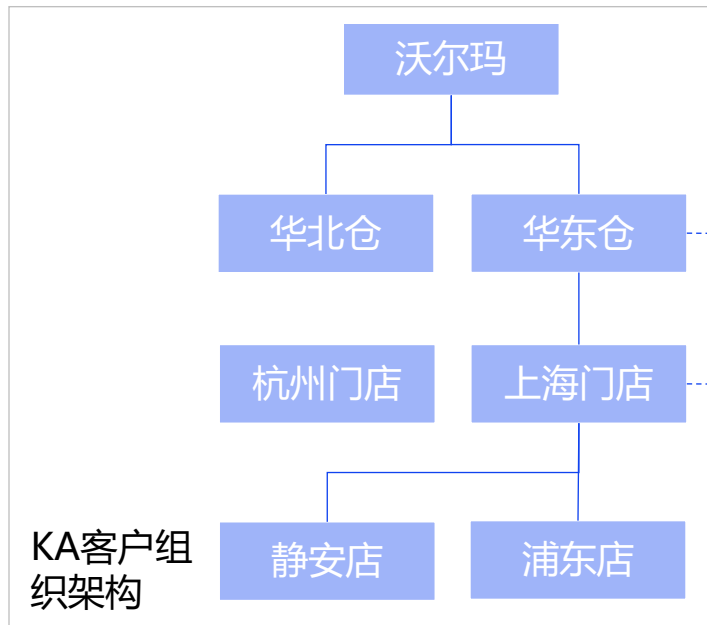 沃尔玛
华北仓
华东仓
杭州门店
上海门店
KA客户组
织架构
静安店
浦东店